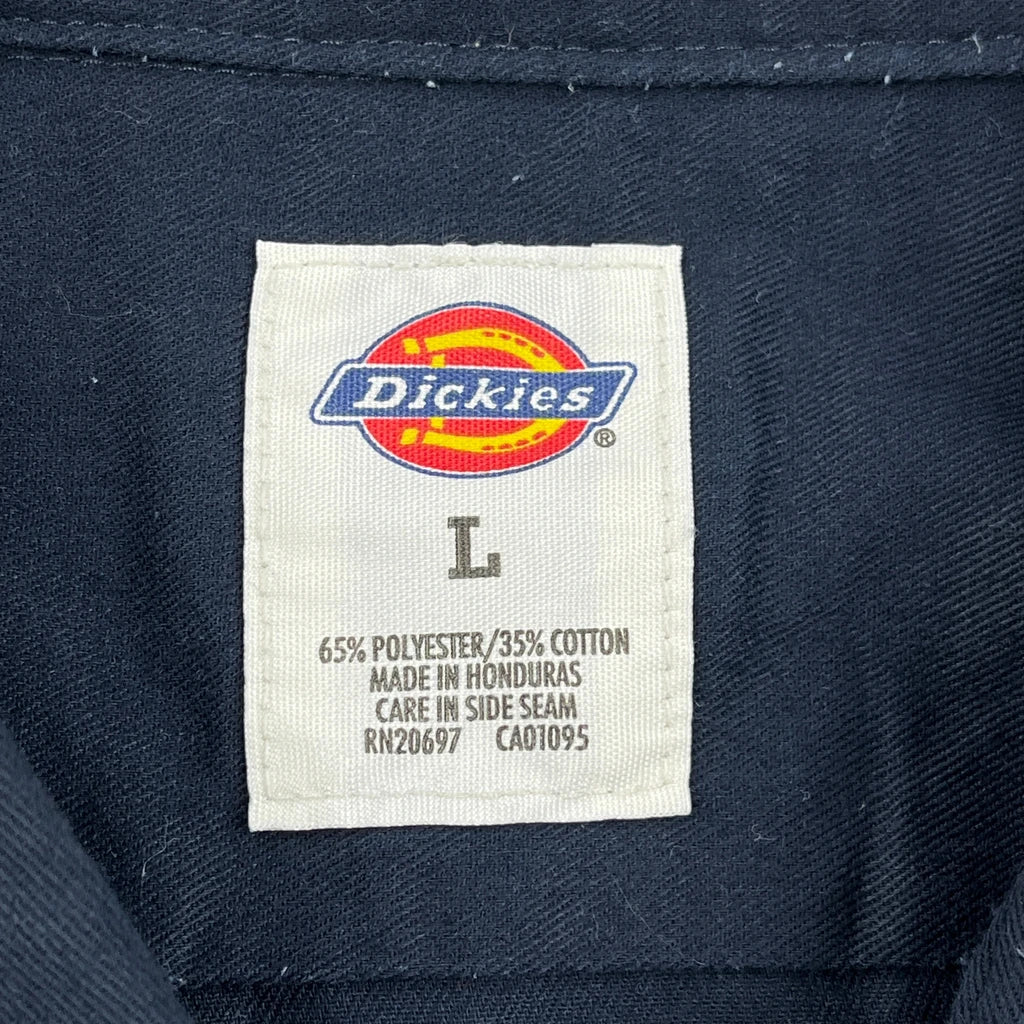 Dickies
®
L
65% POLYESTER/35% COTTON
MADE IN HONDURAS
CARE IN SIDE SEAM
RN20697 CA01095